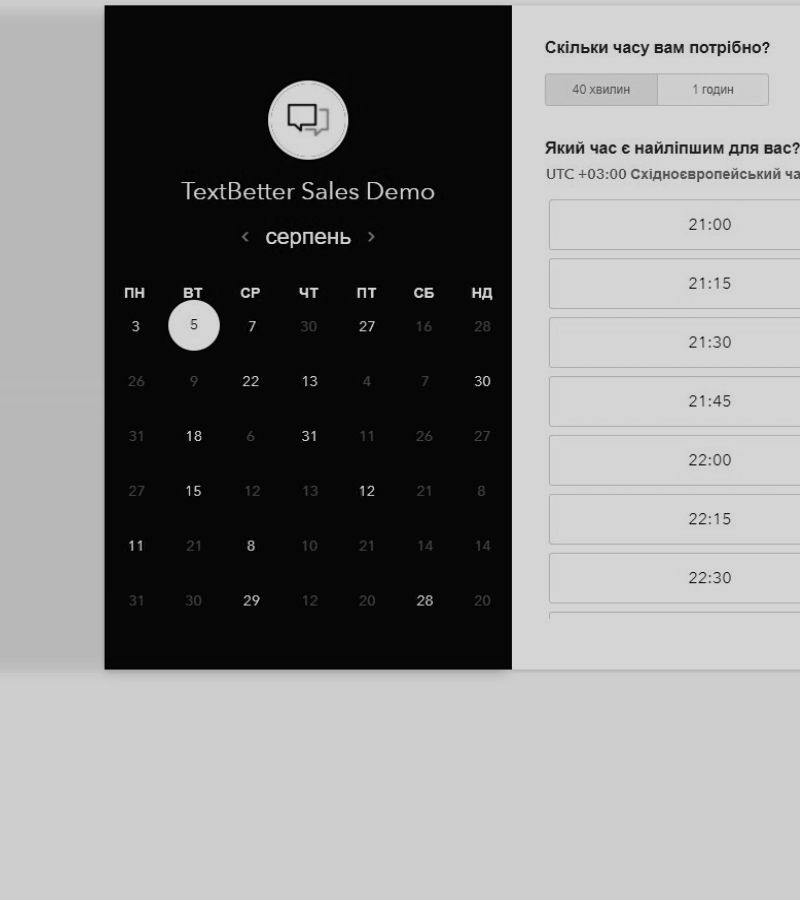 TextBetter Sales Demo
серпень
ПН ВТ СР ЧТ ПТ СБ НД
3 5 7 30 27 16 28
26 9 22 13 4 7 30
31 18 6 31 11 26 27
27 15 12 13 12 21 8
11 21 8 10 21 14 14
31 30 29 12 20 28 20
Скільки часу вам потрібно?
40 хвилин 1 годин
Який час є найліпшим для вас?
UTC +03:00 Східноєвропейський ча
21:00
21:15
21:30
21:45
22:00
22:15
22:30